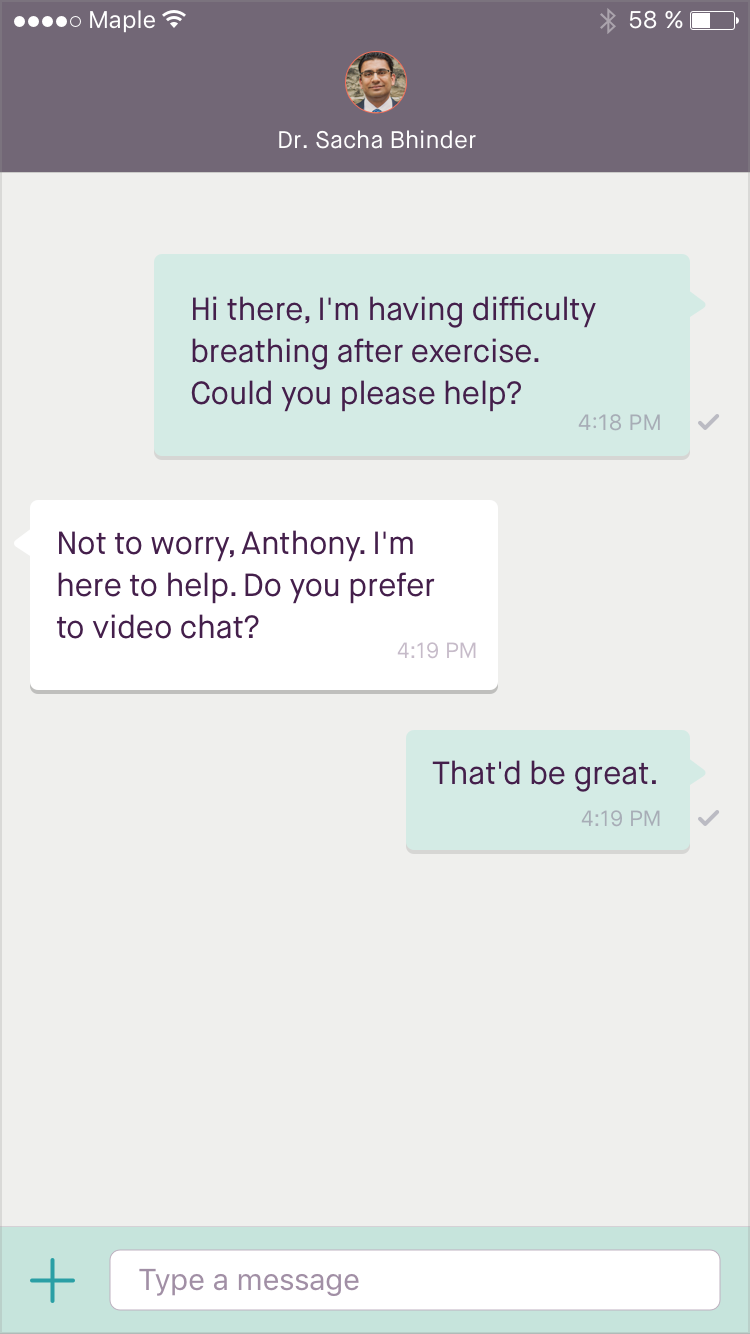 Maple 58 %
Dr. Sacha Bhinder
Hi there, I'm having difficulty
breathing after exercise.
Could you please help?
4:18 PM
Not to worry, Anthony. I'm
here to help. Do you prefer
to video chat?
4:19 PM
That'd be great.
4:19 PM
Type a message